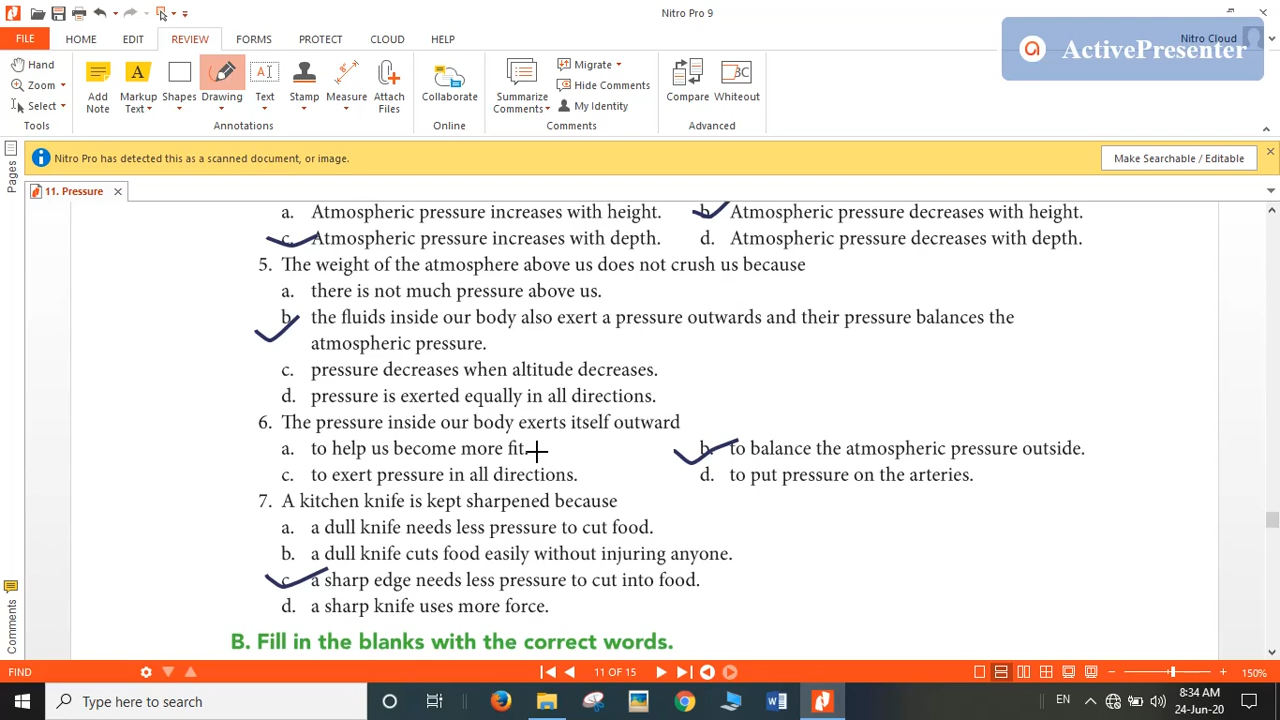 Nitro Pro 9
FILE HOME EDIT REVIEW FORMS PROTECT CLOUD HELP
Nitro Cloud
ActivePresenter
Hand
Zoom
Select
Tools
Add Note
Markup Text
Shapes
Drawing
Text
Stamp
Measure
Attach Files
Annotations
Collaborate
Online
Summarize Comments
Migrate
Hide Comments
My Identity
Comments
Compare
Whiteout
Advanced
Nitro Pro has detected this as a scanned document, or image.
Make Searchable / Editable
Pages
11. Pressure
a. Atmospheric pressure increases with height. b. Atmospheric pressure decreases with height.
c. Atmospheric pressure increases with depth. d. Atmospheric pressure decreases with depth.
5. The weight of the atmosphere above us does not crush us because
a. there is not much pressure above us.
b. the fluids inside our body also exert a pressure outwards and their pressure balances the
atmospheric pressure.
c. pressure decreases when altitude decreases.
d. pressure is exerted equally in all directions.
6. The pressure inside our body exerts itself outward
a. to help us become more fit. b. to balance the atmospheric pressure outside.
c. to exert pressure in all directions. d. to put pressure on the arteries.
7. A kitchen knife is kept sharpened because
a. a dull knife needs less pressure to cut food.
b. a dull knife cuts food easily without injuring anyone.
c. a sharp edge needs less pressure to cut into food.
d. a sharp knife uses more force.
B. Fill in the blanks with the correct words.
Comments
FIND
11 OF 15
150%
Type here to search
EN
8:34 AM
24-Jun-20